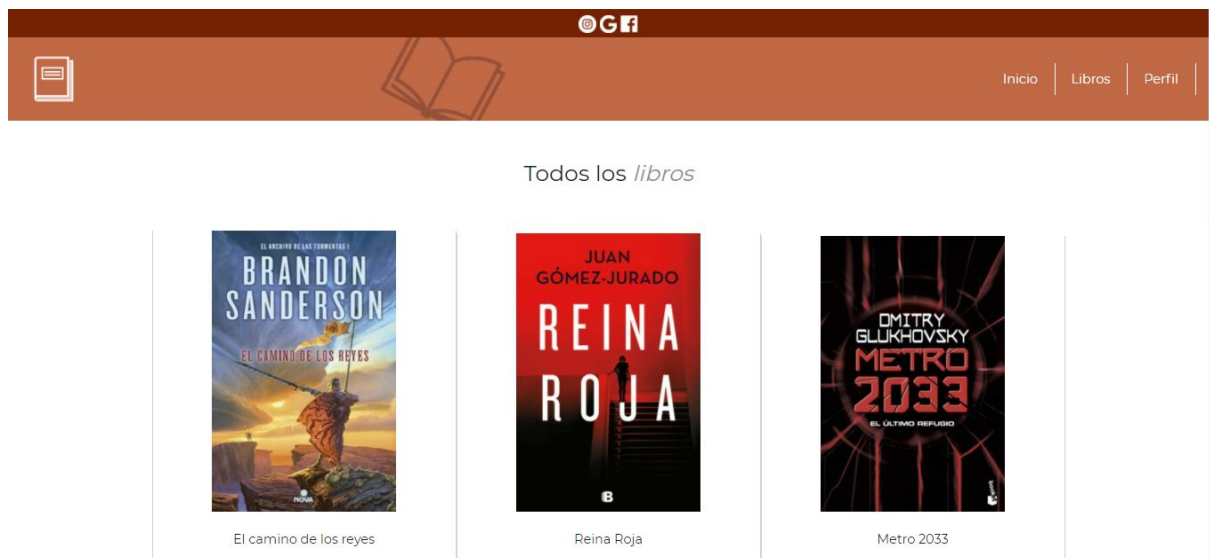 Inicio Libros Perfil
Todos los libros
EL ARCHIVO DE LAS TORMENTAS I
BRANDON
SANDERSON
EL CAMINO DE LOS REYES
NOVA
El camino de los reyes
JUAN
GÓMEZ-JURADO
REINA
ROJA
B
Reina Roja
DMITRY
GLUKHOVSKY
METRO
2033
EL ÚLTIMO REFUGIO
Metro 2033